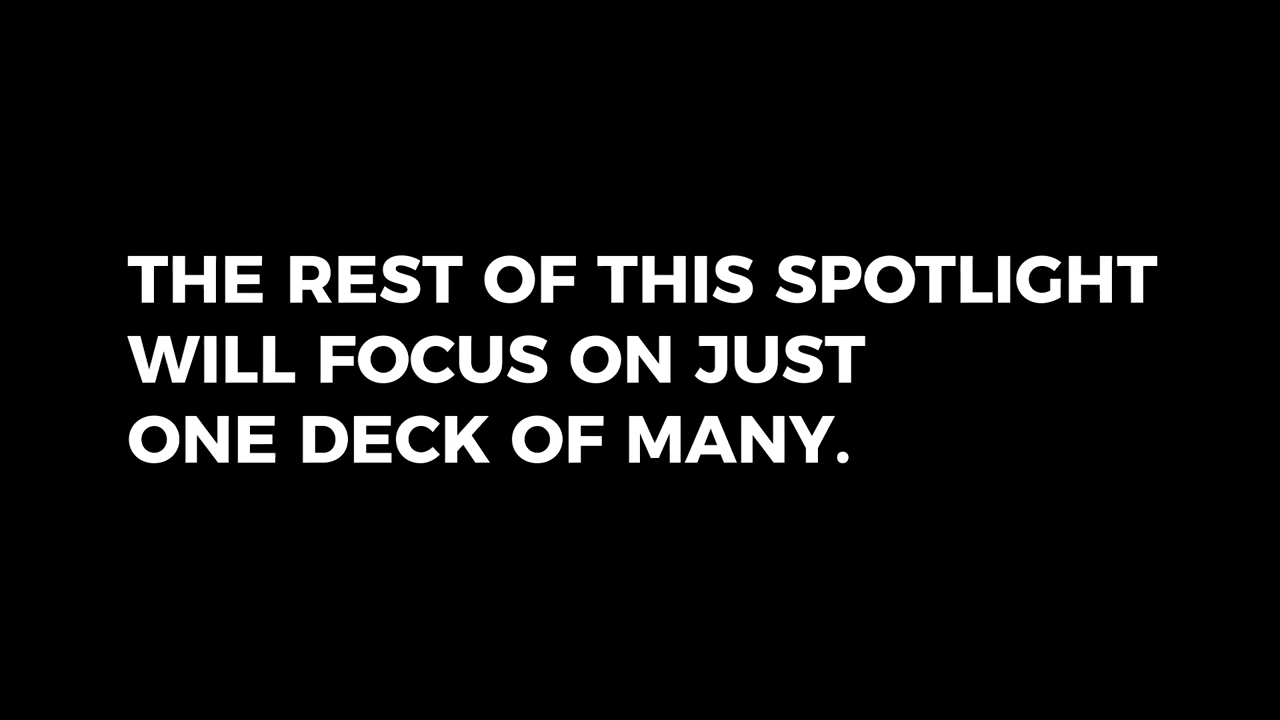 THE REST OF THIS SPOTLIGHT
WILL FOCUS ON JUST
ONE DECK OF MANY.